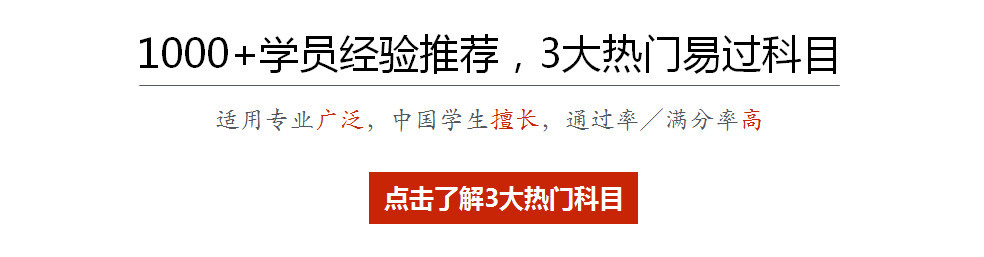 1000+学员经验推荐，3大热门易过科目
适用专业广泛，中国学生擅长，通过率／满分率高
点击了解3大热门科目